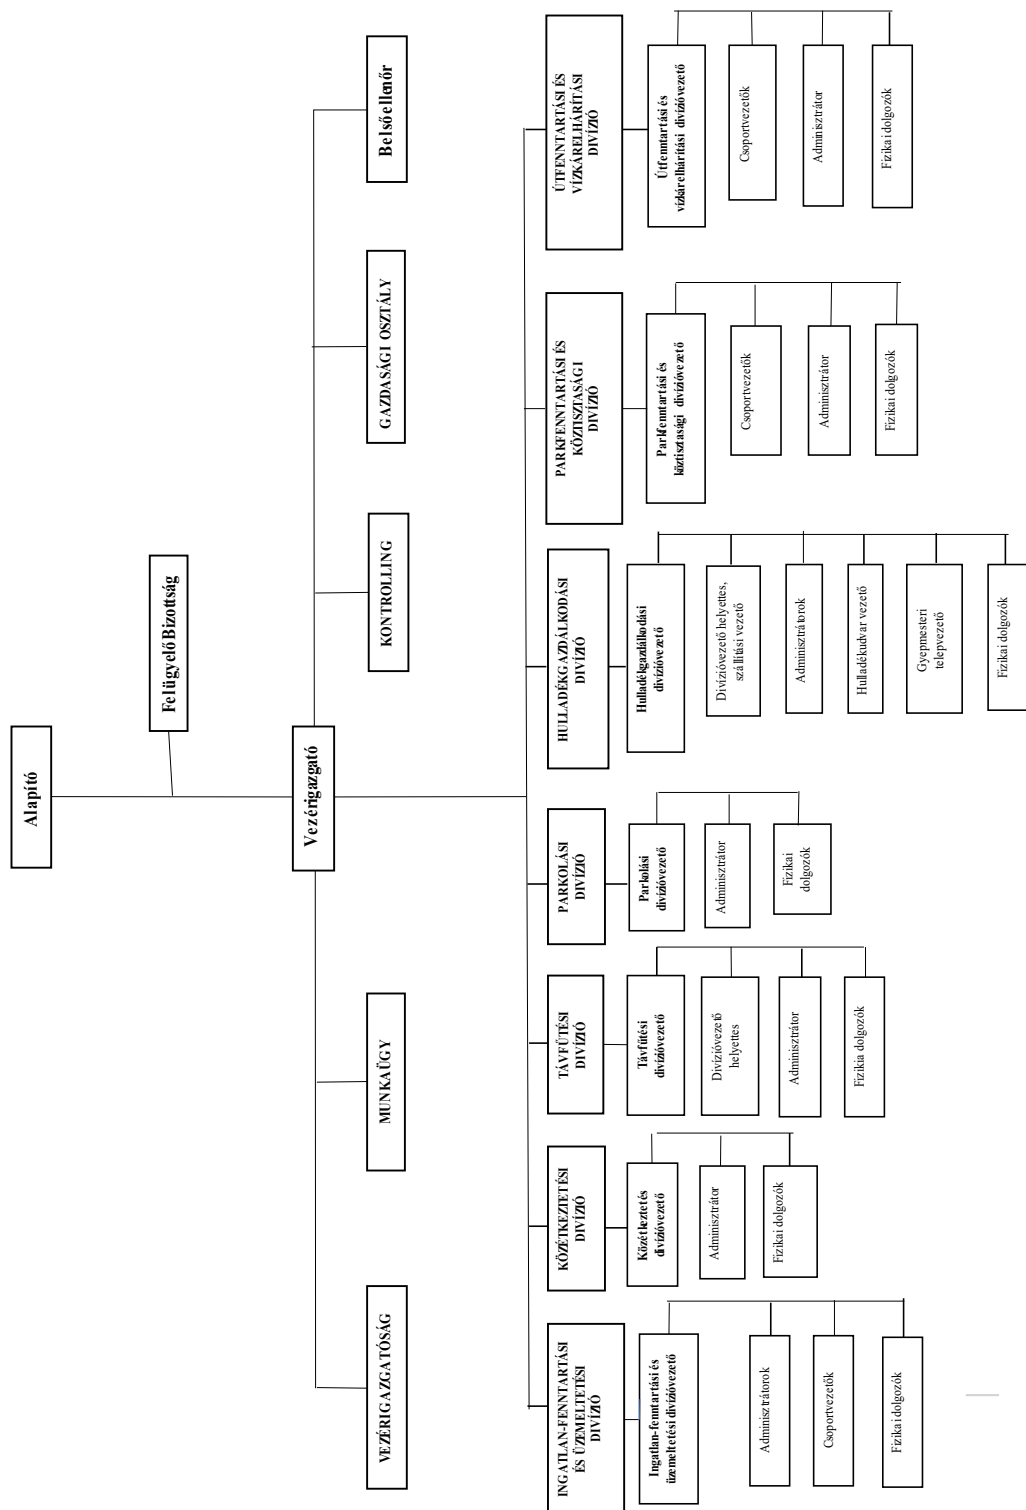 Alapító
Felügyelő Bizottság
Vezérigazgató
VEZÉRIGAZGATÓSÁG
MUNKAÜGY
KONTROLLING
GAZDASÁGI OSZTÁLY
Belső ellenőr
INGATLAN-FENNTARTÁSI
ÉS ÜZEMELTETÉSI
DIVÍZIÓ
KÖZÉTKEZTETÉSI
DIVÍZIÓ
TÁVFŰTÉSI
DIVÍZIÓ
PARKOLÁSI
DIVÍZIÓ
HULLADÉKGAZDÁLKODÁSI
DIVÍZIÓ
PARKFENNTARTÁSI ÉS
KÖZTISZTASÁGI
DIVÍZIÓ
ÚTFENNTARTÁSI ÉS
VÍZKÁRELHÁRÍTÁSI
DIVÍZIÓ
Ingatlan-fenntartási és
üzemeltetési divízióvezető
Adminisztrátorok
Csoportvezetők
Fizikai dolgozók
Közétkeztetés
divízióvezető
Adminisztrátor
Fizikai dolgozók
Távfűtési
divízióvezető
Divízióvezető
helyettes
Adminisztrátor
Fizikia dolgozók
Parkolási
divízióvezető
Adminisztrátor
Fizikai
dolgozók
Hulladékgazdálkodási
divízióvezető
Divízióvezető helyettes,
szállítási vezető
Adminisztrátorok
Hulladékudvar vezető
Gyepmesteri
telepvezető
Fizikai dolgozók
Parkfenntartási és
köztisztasági divízióvezető
Csoportvezetők
Adminisztrátor
Fizikai dolgozók
Útfenntartási és
vízkárelhárítási divízióvezető
Csoportvezetők
Adminisztrátor
Fizikai dolgozók